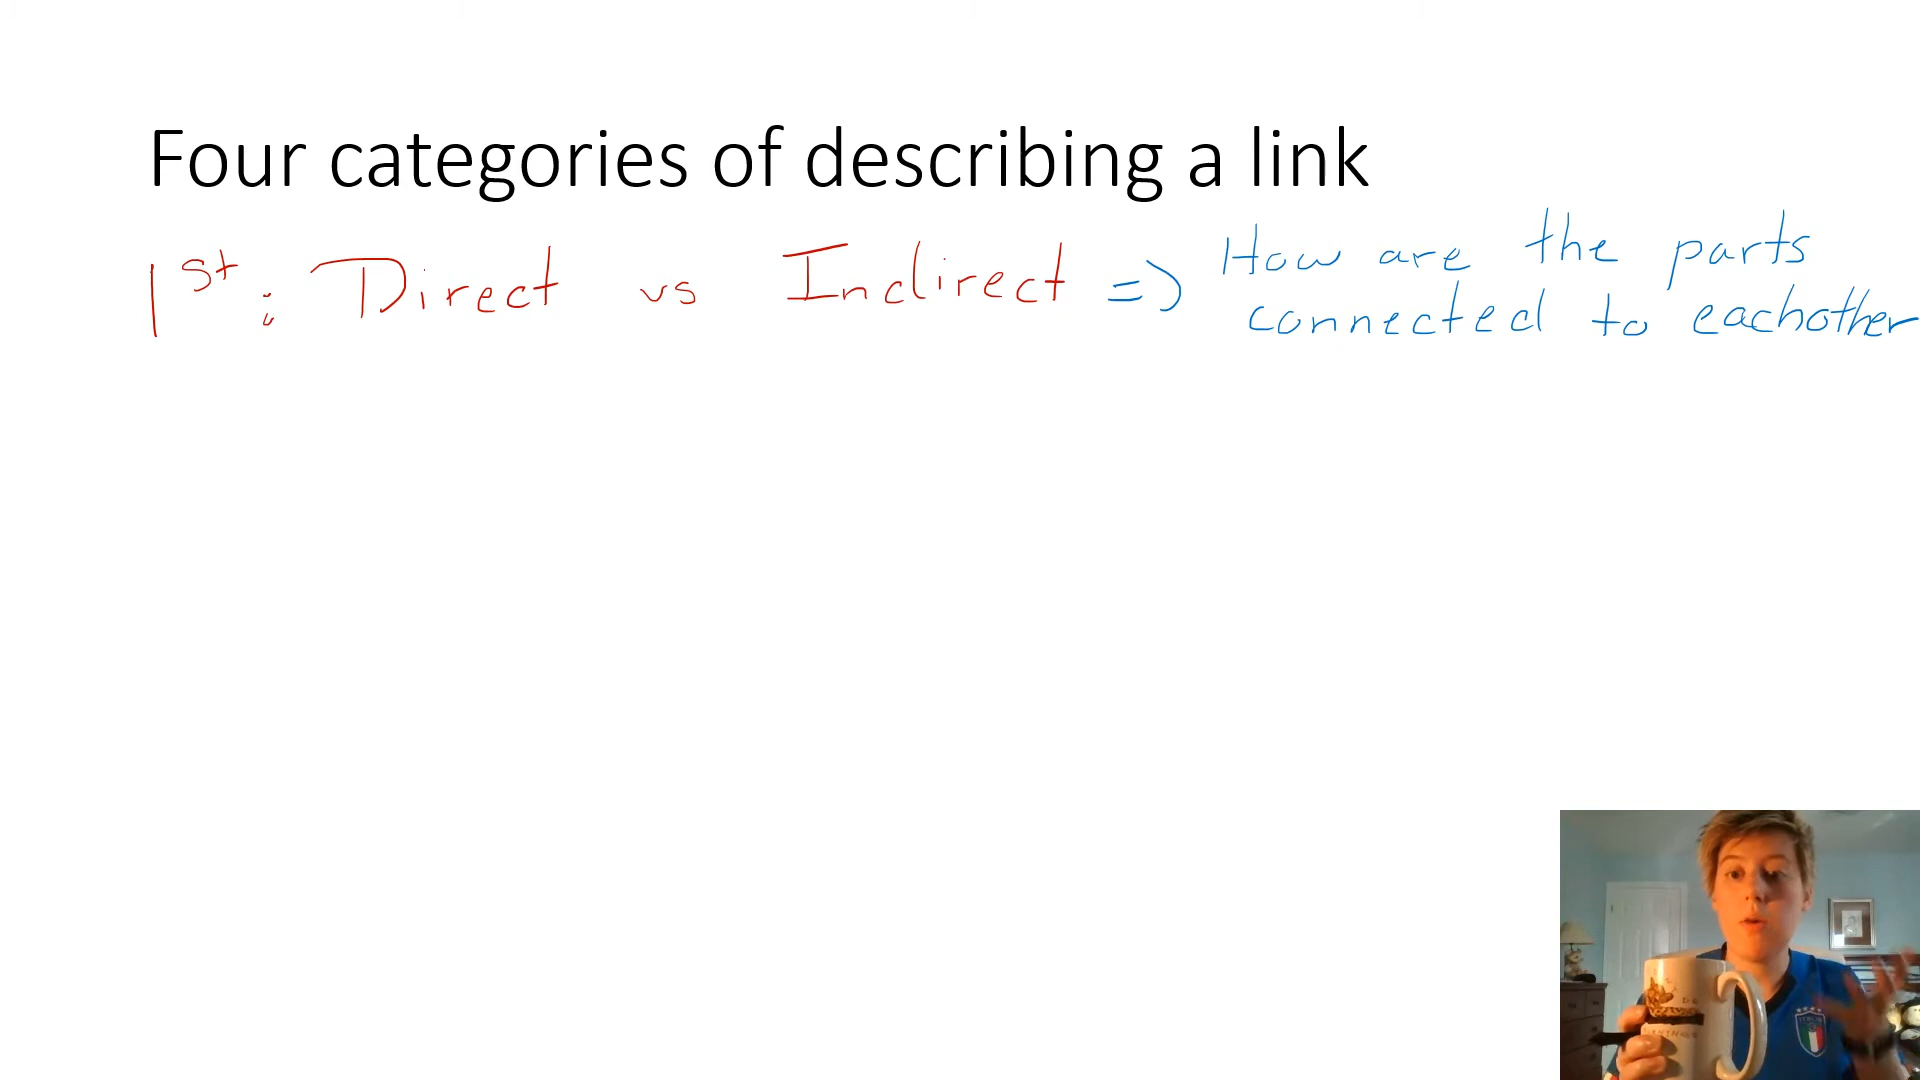 Four categories of describing a link
1st: Direct vs Indirect => How are the parts
connected to eachother